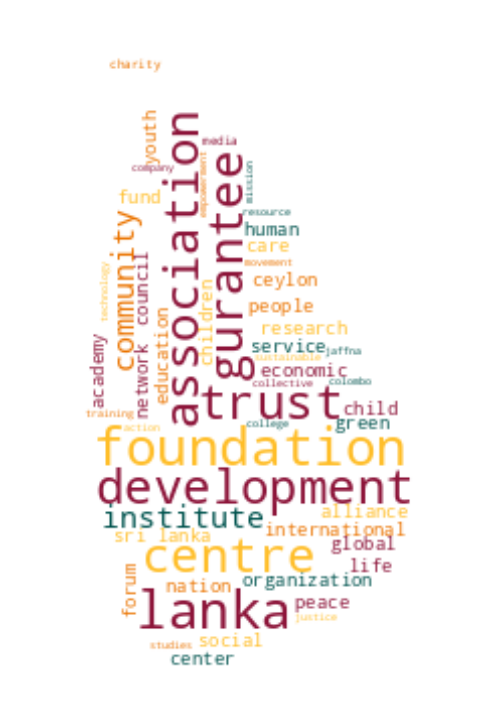 charity
youth
association
media
company
gurantee
empowerment
mission
fund
resource
community
human
care
network
council
movement
technology
children
ceylon
people
education
research
academy
service
jaffna
sustainable
economic
collective
colombo
trust
child
training
action
college
green
foundation
development
alliance
institute
international
sri lanka
global
centre
life
forum
nation
organization
lanka
peace
justice
social
studies
center